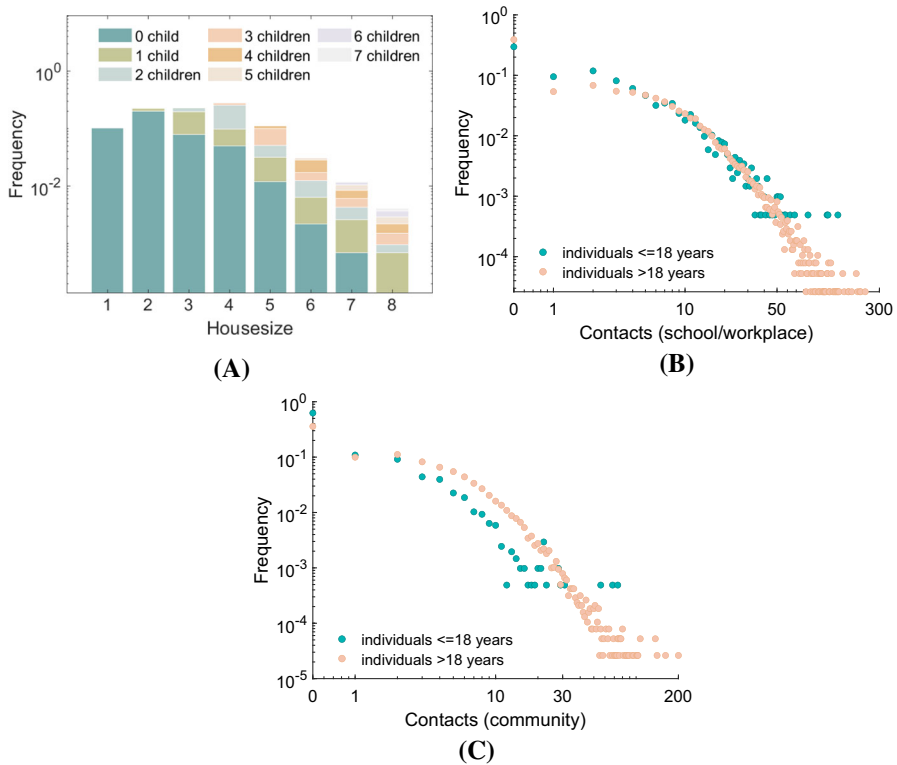 Frequency
10^0
10^-2
0 child
1 child
2 children
3 children
4 children
5 children
6 children
7 children
1 2 3 4 5 6 7 8
Housesize
(A)
Frequency
10^0
10^-1
10^-2
10^-3
10^-4
individuals <=18 years
individuals >18 years
0 1 10 50 300
Contacts (school/workplace)
(B)
Frequency
10^0
10^-1
10^-2
10^-3
10^-4
10^-5
individuals <=18 years
individuals >18 years
0 1 10 30 200
Contacts (community)
(C)